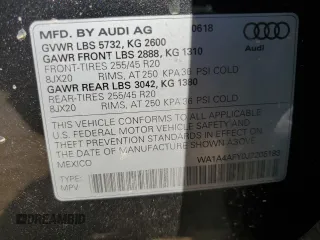 MFD. BY AUDI AG 0618
Audi
GVWR LBS 5732, KG 2600
GAWR FRONT LBS 2888, KG 1310
FRONT-TIRES 255/45 R20
8JX20 RIMS, AT 250 KPA 36 PSI COLD
GAWR REAR LBS 3042, KG 1380
REAR-TIRES 255/45 R20
8JX20 RIMS, AT 250 KPA 36 PSI COLD
THIS VEHICLE CONFORMS TO ALL APPLICABLE
U.S. FEDERAL MOTOR VEHICLE SAFETY
THEFT PREVENTION STANDARDS IN
EFFECT ON THE DATE OF MANUFACTURE SHOWN ABOVE
MEXICO
TYPE:
MPV
DREAMBID